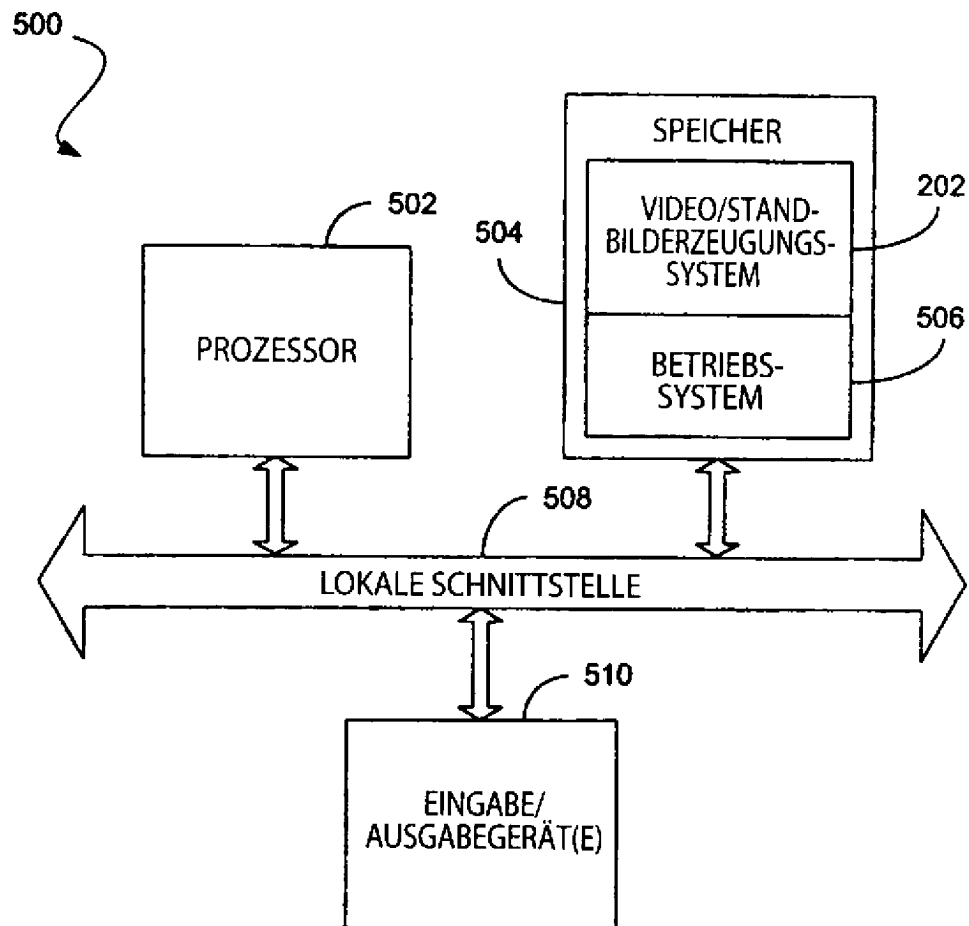 500
SPEICHER
202
VIDEO/STAND-
BILDERZEUGUNGS-
SYSTEM
502
504
506
PROZESSOR
BETRIEBS-
SYSTEM
508
LOKALE SCHNITTSTELLE
510
EINGABE/
AUSGABEGERÄT(E)